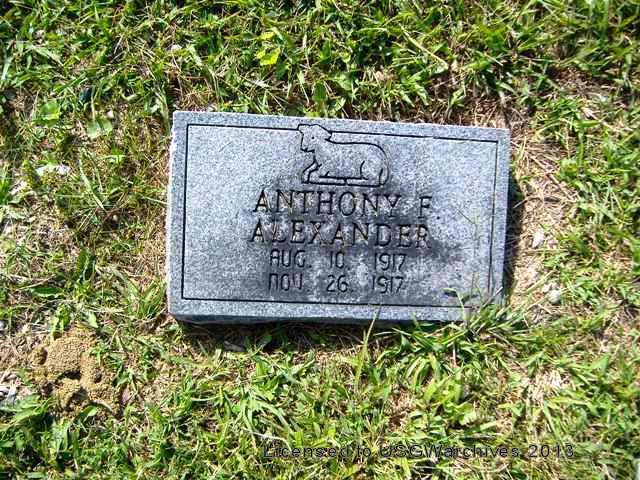 ANTHONY F.
ALEXANDER
AUG. 10 1917
NOV. 26 1917
Licensed to USGWarchives 2013